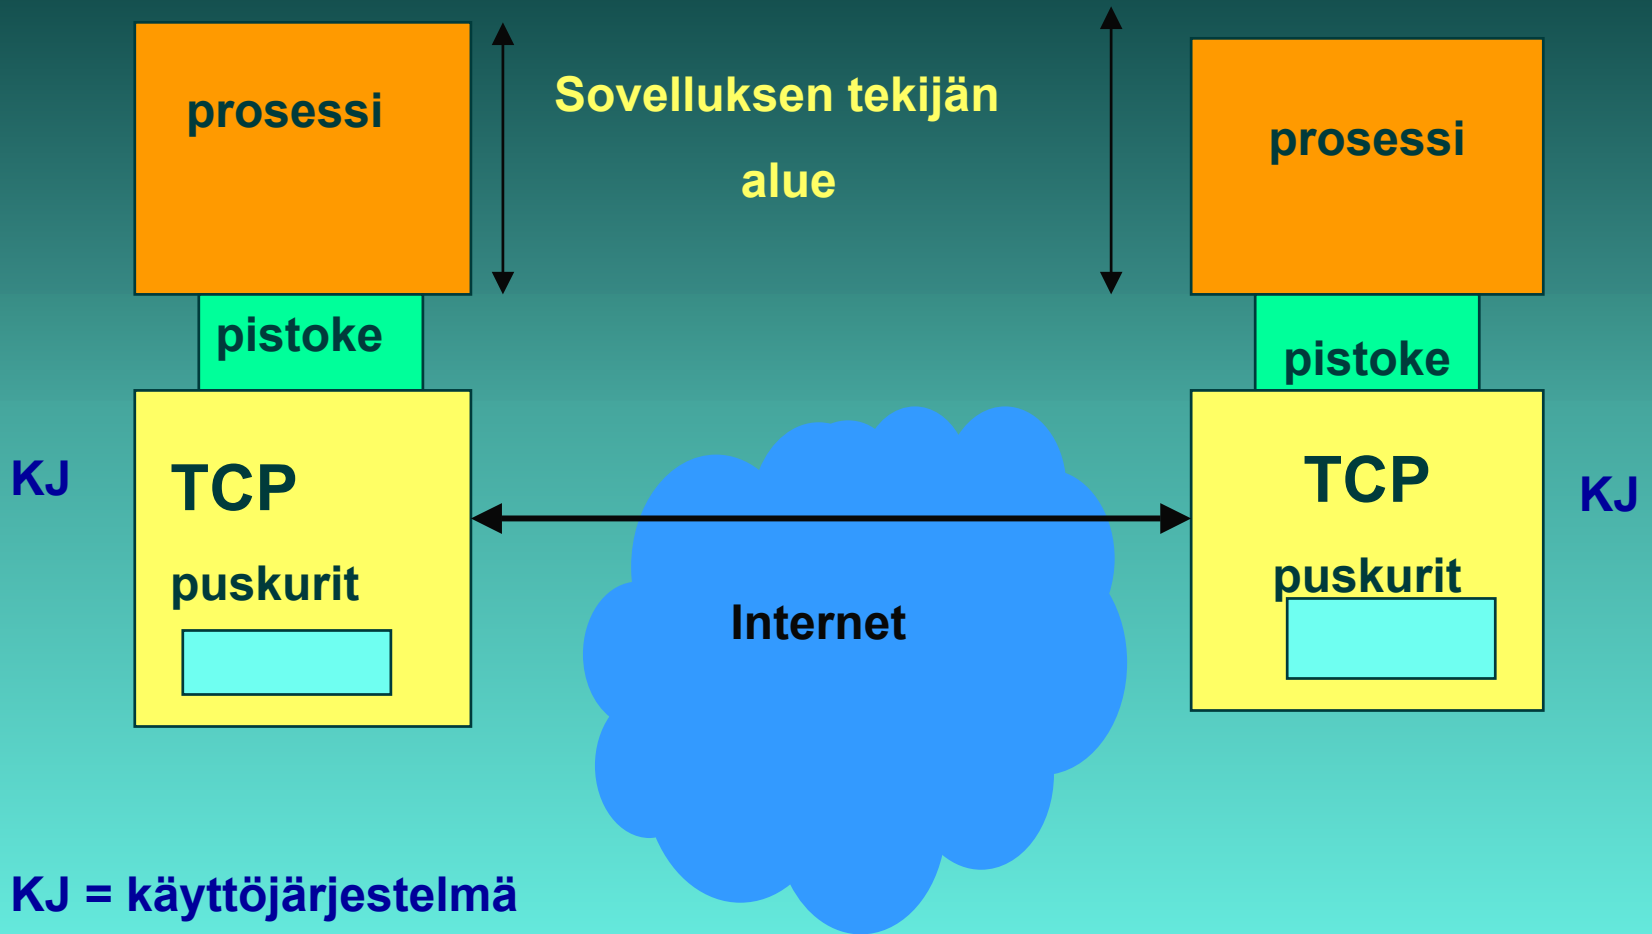 prosessi
Sovelluksen tekijän
alue
prosessi
pistoke
pistoke
KJ
TCP
puskurit
Internet
TCP
puskurit
KJ
KJ = käyttöjärjestelmä